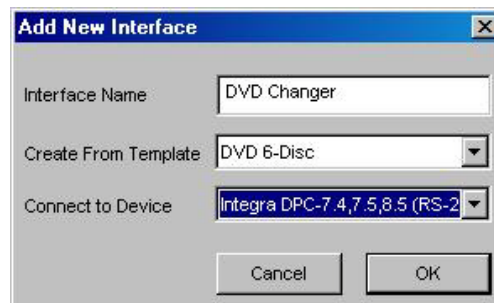 Add New Interface
Interface Name DVD Changer
Create From Template DVD 6-Disc
Connect to Device Integra DPC-7.4,7.5,8.5 (RS-2
Cancel OK